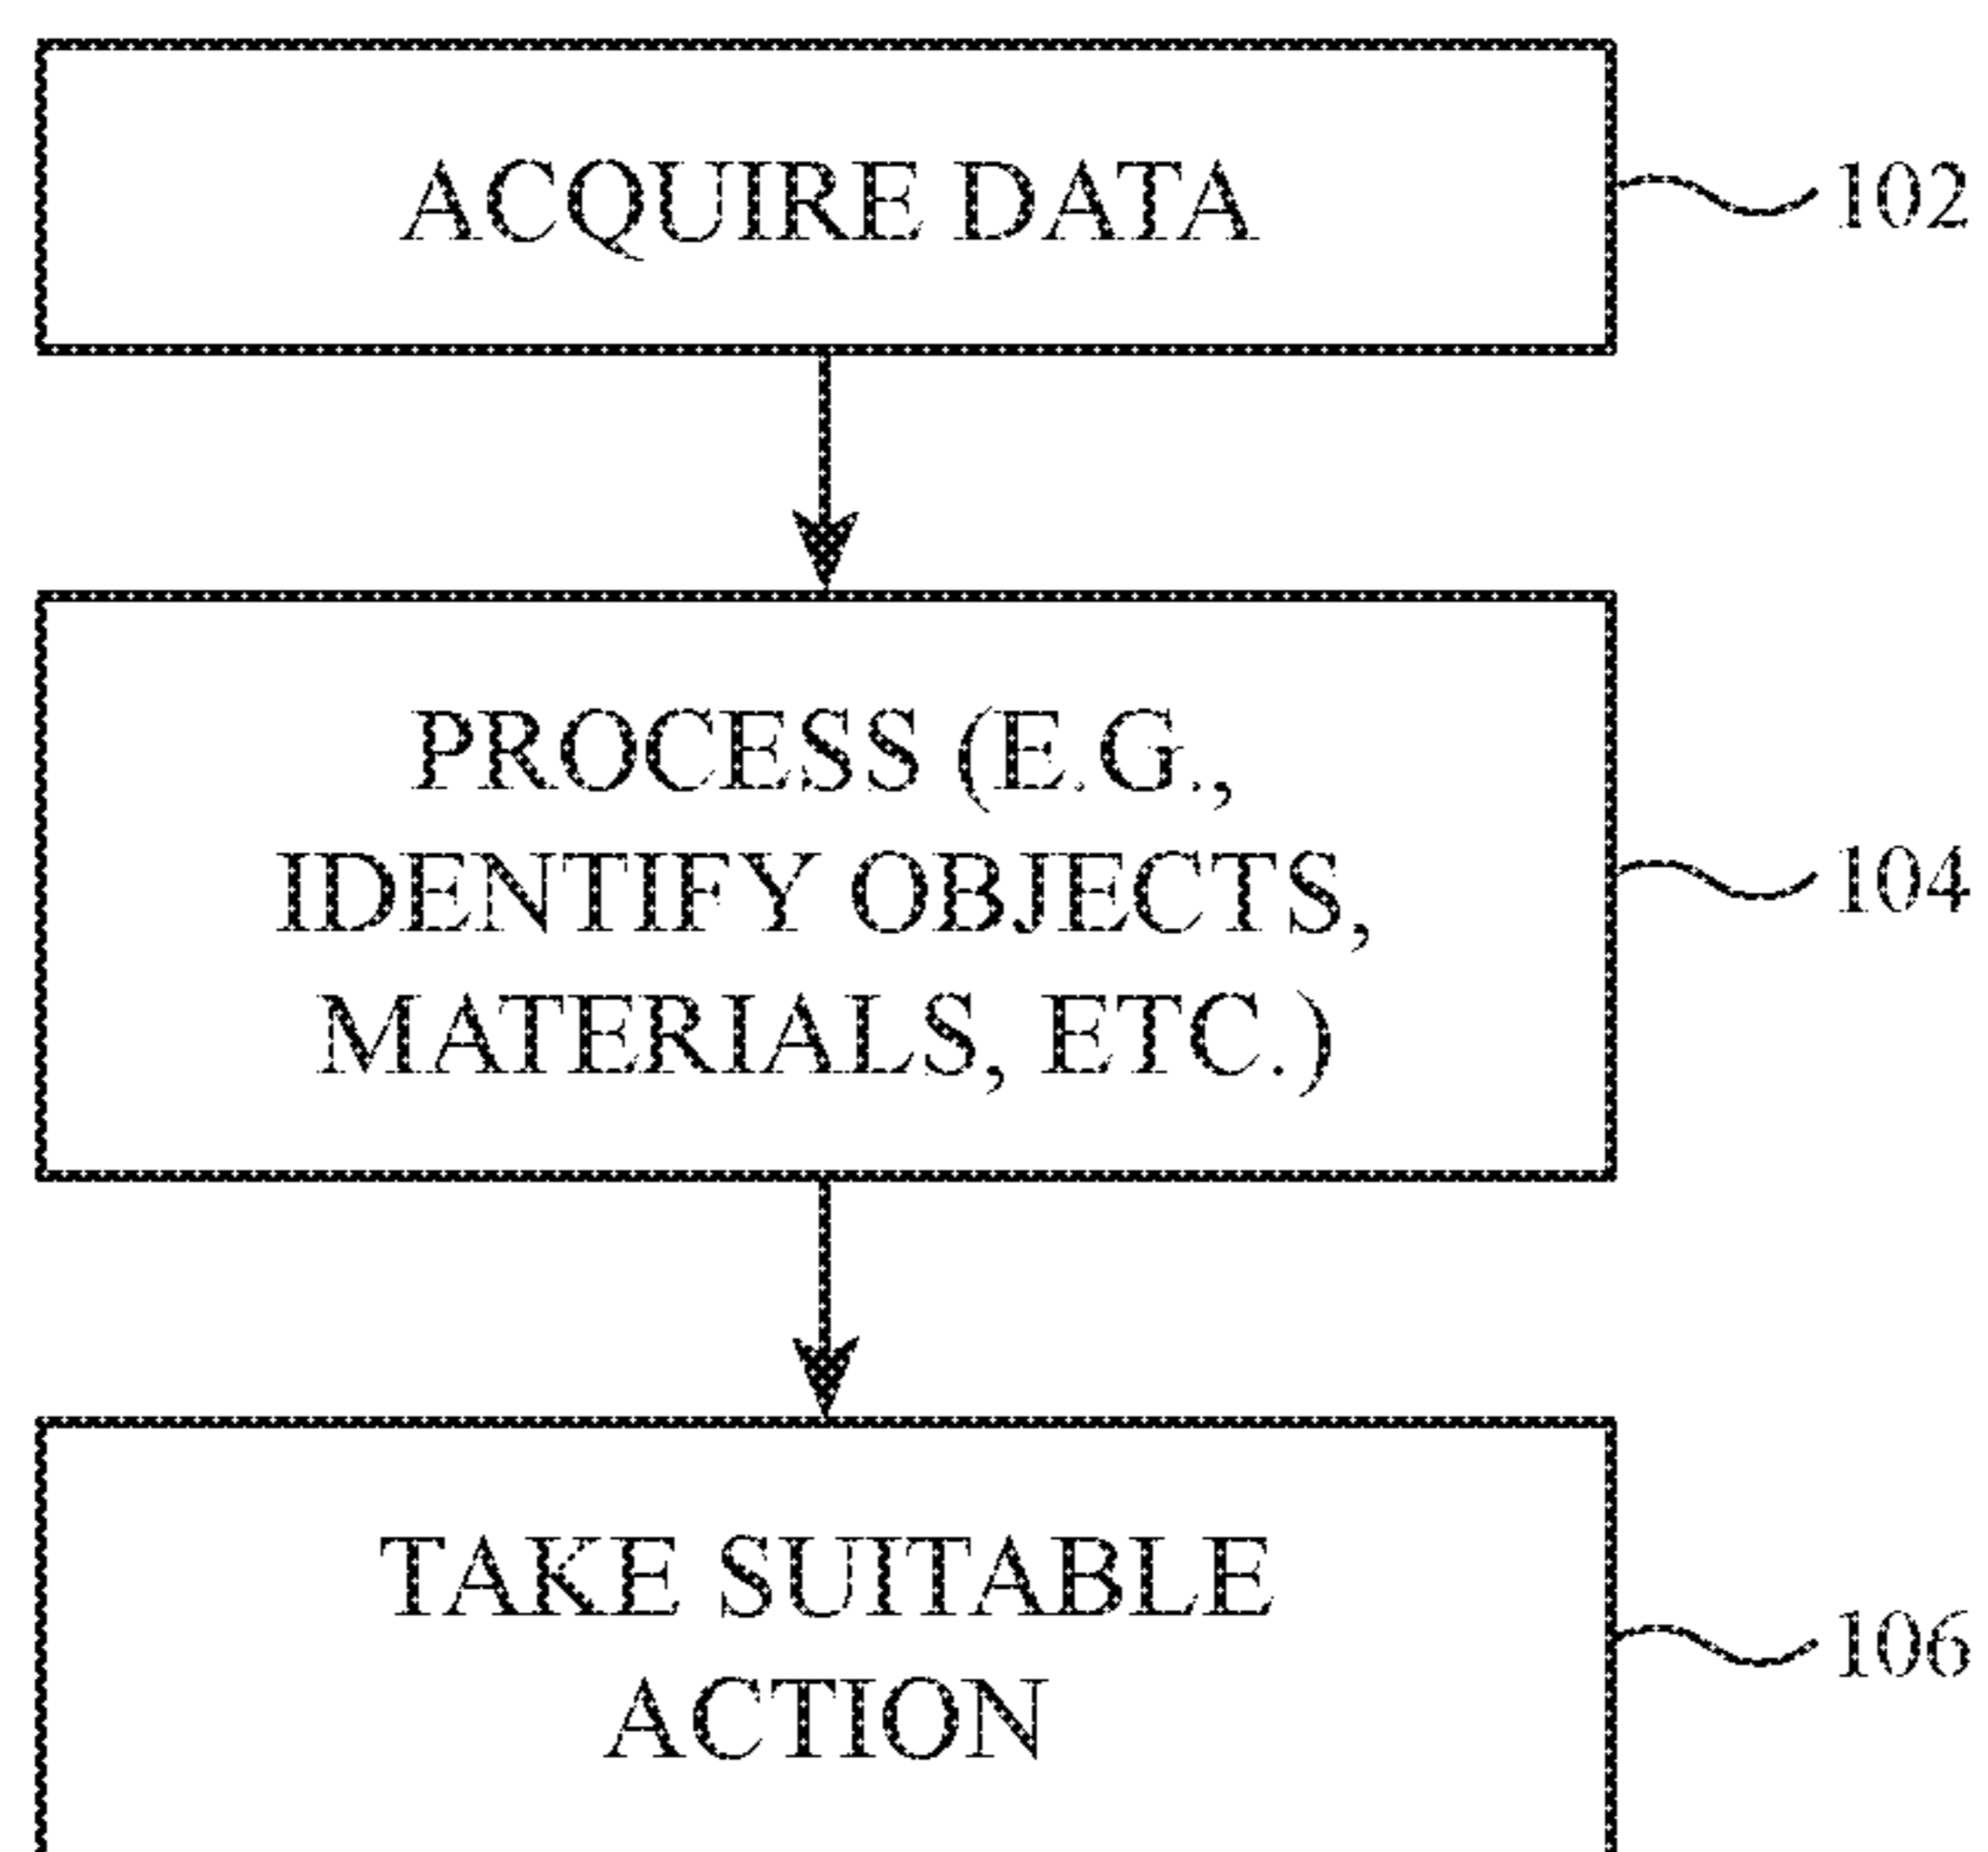 ACQUIRE DATA
102
PROCESS (E.G.,
IDENTIFY OBJECTS,
MATERIALS, ETC.)
104
TAKE SUITABLE
ACTION
106